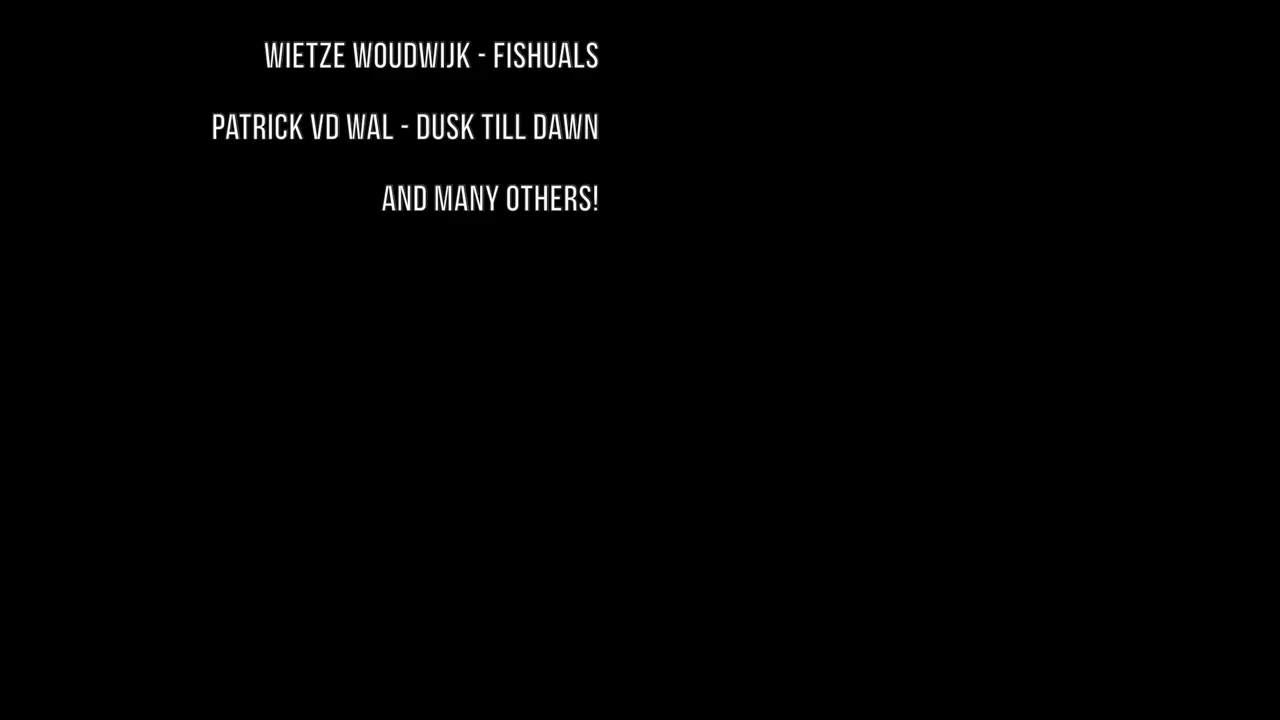 WIETZE WOUDWIJK - FISHUALS
PATRICK VD WAL - DUSK TILL DAWN
AND MANY OTHERS!